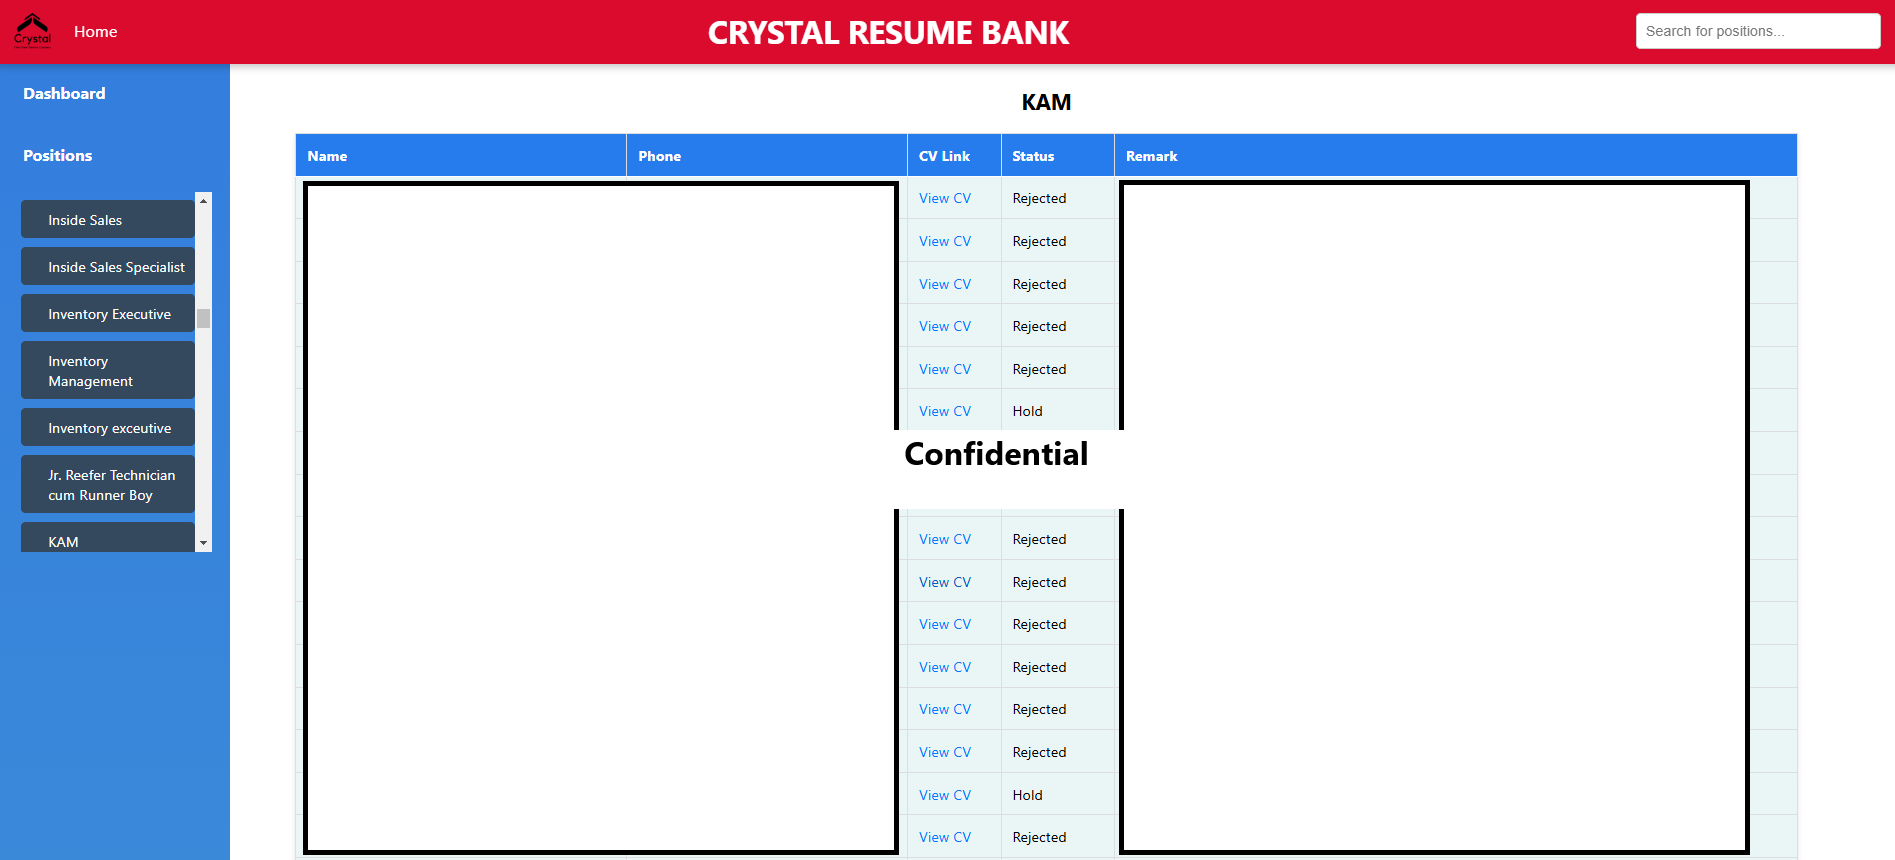 Crystal
Home
CRYSTAL RESUME BANK
Search for positions...
Dashboard
Positions
Inside Sales
Inside Sales Specialist
Inventory Executive
Inventory
Management
Inventory exceutive
Jr. Reefer Technician
cum Runner Boy
KAM
KAM
Name Phone CV Link Status Remark
View CV Rejected
View CV Rejected
View CV Rejected
View CV Rejected
View CV Rejected
View CV Hold
Confidential
View CV Rejected
View CV Rejected
View CV Rejected
View CV Rejected
View CV Rejected
View CV Rejected
View CV Hold
View CV Rejected